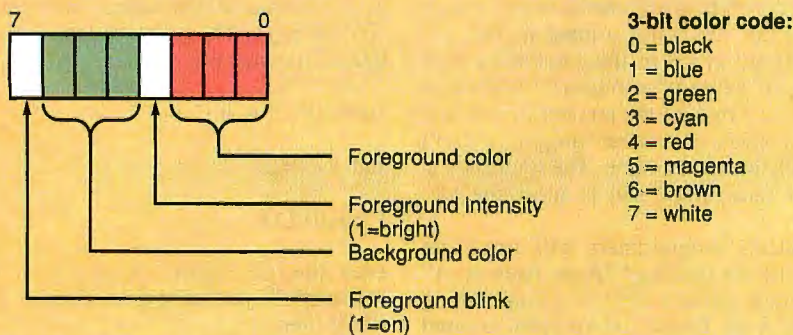 7 0
Foreground color
Foreground intensity
(1=bright)
Background color
Foreground blink
(1=on)
3-bit color code:
0 = black
1 = blue
2 = green
3 = cyan
4 = red
5 = magenta
6 = brown
7 = white